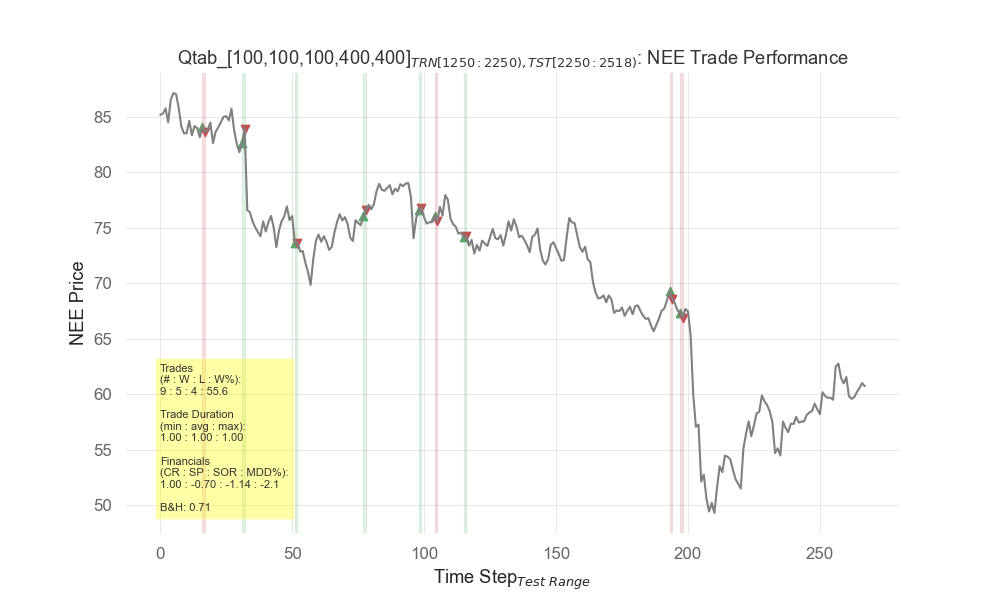 Qtab_[100,100,100,400,400]TRN[1250:2250),TST[2250:2518): NEE Trade Performance
NEE Price
85
80
75
70
65
60
55
50
Trades
(# : W : L : W%):
9 : 5 : 4 : 55.6
Trade Duration
(min : avg : max):
1.00 : 1.00 : 1.00
Financials
(CR : SP : SOR : MDD%):
1.00 : -0.70 : -1.14 : -2.1
B&H: 0.71
0 50 100 150 200 250
Time StepTest Range